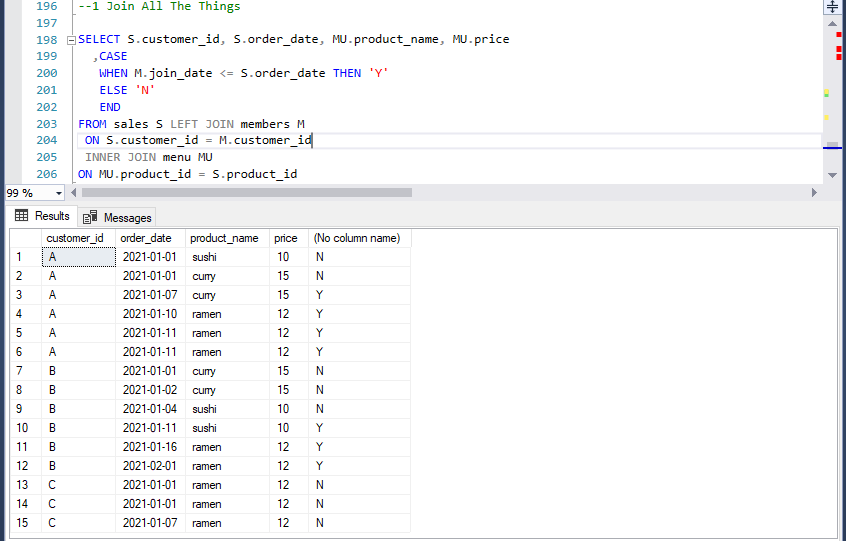 196 --1 Join All The Things
197
198 SELECT S.customer_id, S.order_date, MU.product_name, MU.price
199 ,CASE
200 WHEN M.join_date <= S.order_date THEN 'Y'
201 ELSE 'N'
202 END
203 FROM sales S LEFT JOIN members M
204 ON S.customer_id = M.customer_id
205 INNER JOIN menu MU
206 ON MU.product_id = S.product_id
99 %
Results Messages
customer_id order_date product_name price (No column name)
1 A 2021-01-01 sushi 10 N
2 A 2021-01-01 curry 15 N
3 A 2021-01-07 curry 15 Y
4 A 2021-01-10 ramen 12 Y
5 A 2021-01-11 ramen 12 Y
6 A 2021-01-11 ramen 12 Y
7 B 2021-01-01 curry 15 N
8 B 2021-01-02 curry 15 N
9 B 2021-01-04 sushi 10 N
10 B 2021-01-11 sushi 10 Y
11 B 2021-01-16 ramen 12 Y
12 B 2021-02-01 ramen 12 Y
13 C 2021-01-01 ramen 12 N
14 C 2021-01-01 ramen 12 N
15 C 2021-01-07 ramen 12 N